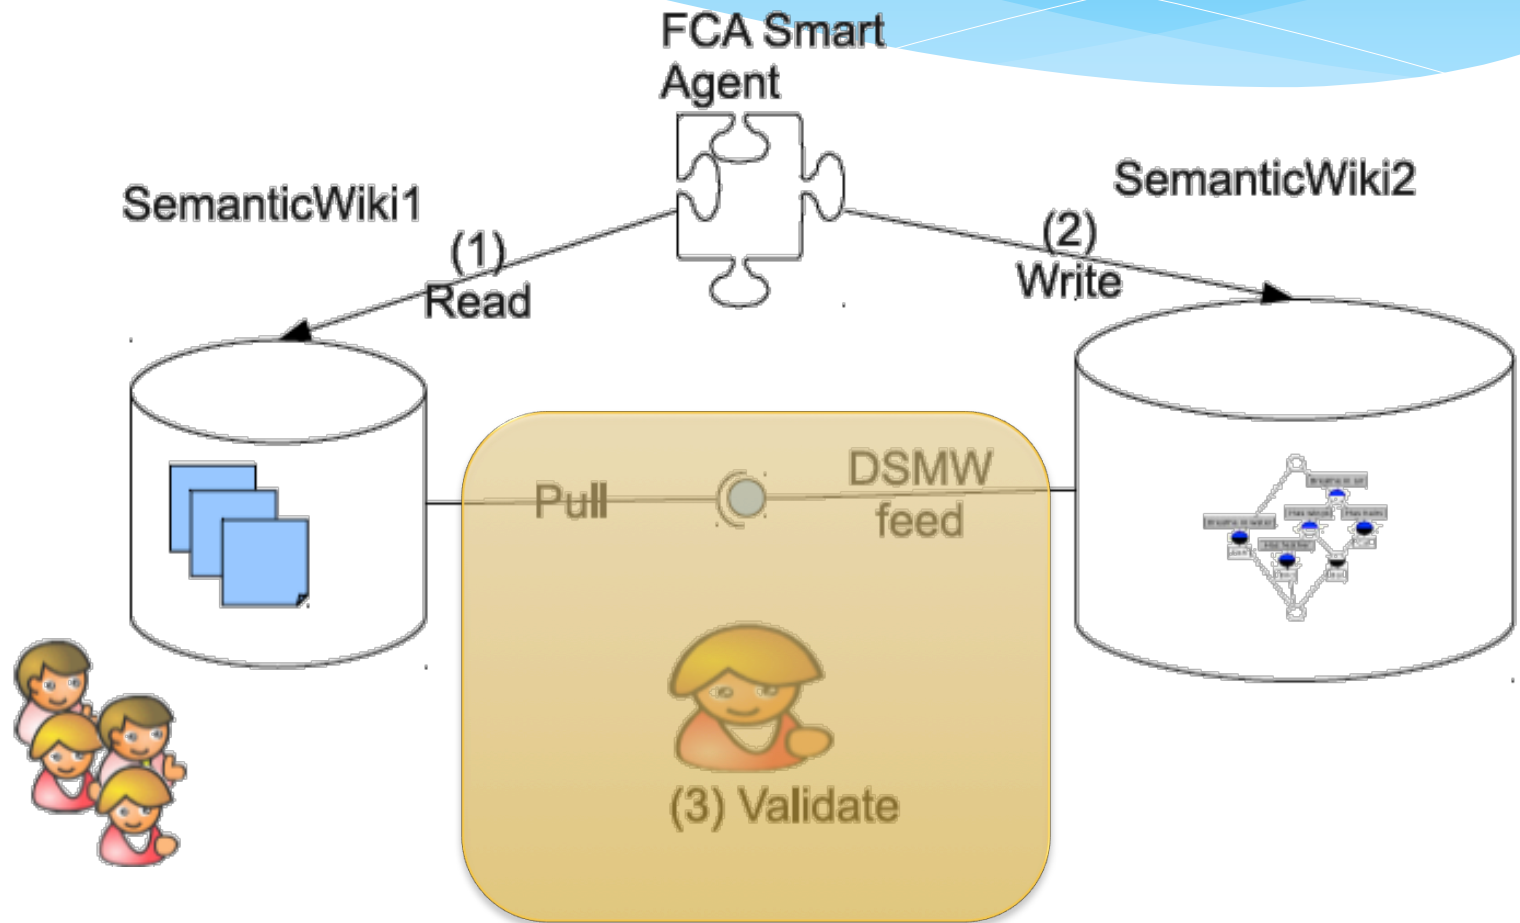 FCA Smart
Agent
SemanticWiki1
SemanticWiki2
(1)
Read
(2)
Write
Pull
DSMW
feed
(3) Validate